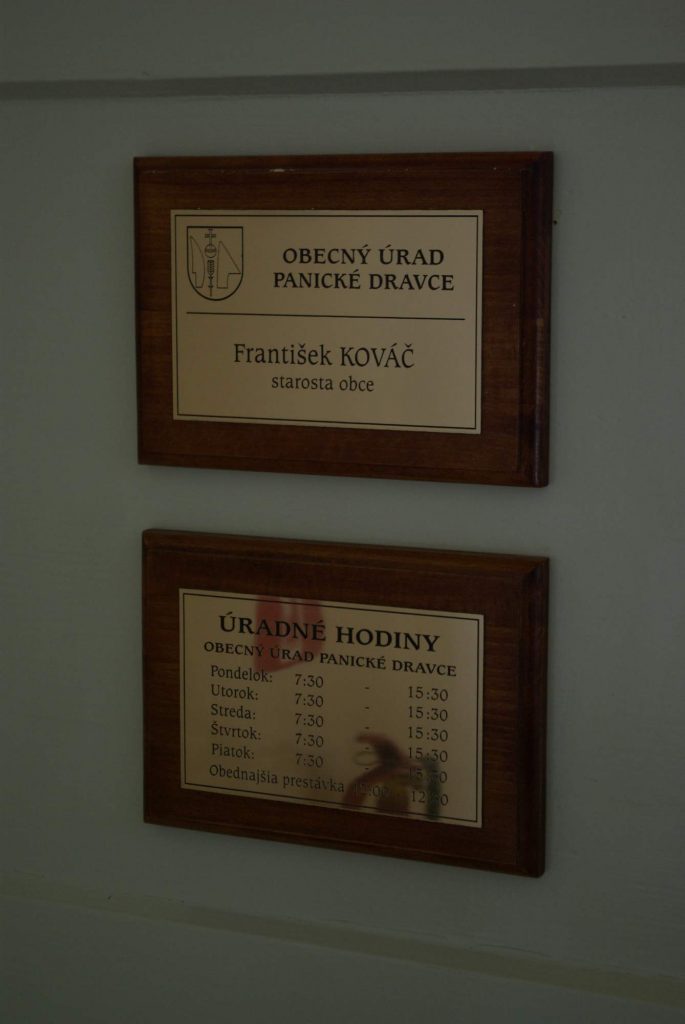 OBECNÝ ÚRAD
PANICKÉ DRAVCE
František KOVÁČ
starosta obce
ÚRADNÉ HODINY
OBECNÝ ÚRAD PANICKÉ DRAVCE
Pondelok: 7:30 - 15:30
Utorok: 7:30 - 15:30
Streda: 7:30 - 15:30
Štvrtok: 7:30 - 15:30
Piatok: 7:30 - 15:30
Obednajšia prestávka -